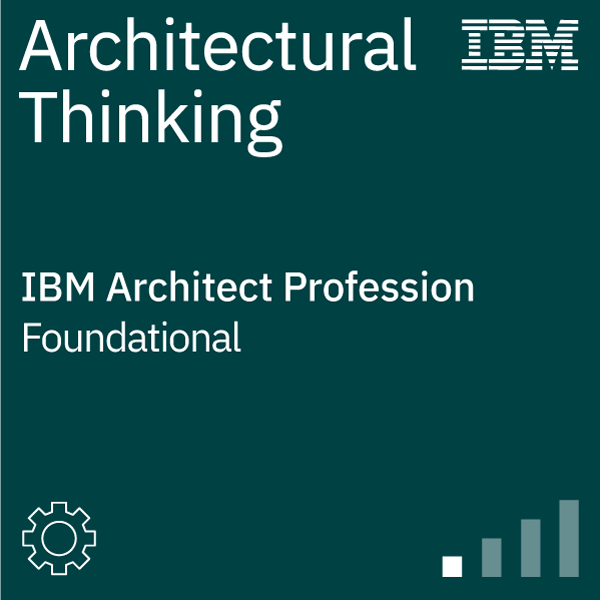 Architectural
Thinking
IBM
IBM Architect Profession
Foundational